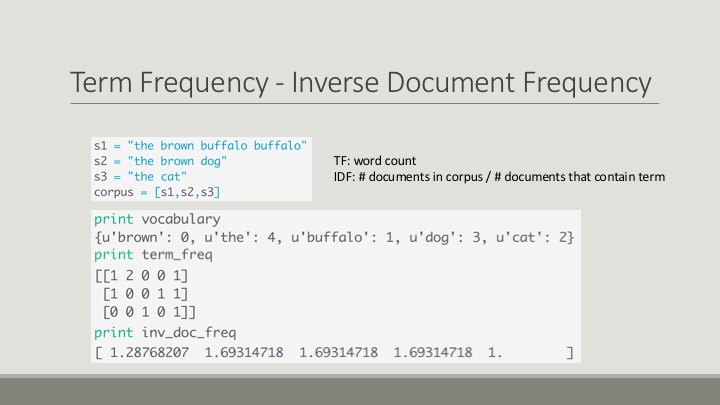 Term Frequency - Inverse Document Frequency
s1 = "the brown buffalo buffalo"
s2 = "the brown dog"
s3 = "the cat"
corpus = [s1,s2,s3]
TF: word count
IDF: # documents in corpus / # documents that contain term
print vocabulary
{u'brown': 0, u'the': 4, u'buffalo': 1, u'dog': 3, u'cat': 2}
print term_freq
[[1 2 0 0 1]
[1 0 0 1 1]
[0 0 1 0 1]]
print inv_doc_freq
[ 1.28768207 1.69314718 1.69314718 1.69314718 1. ]